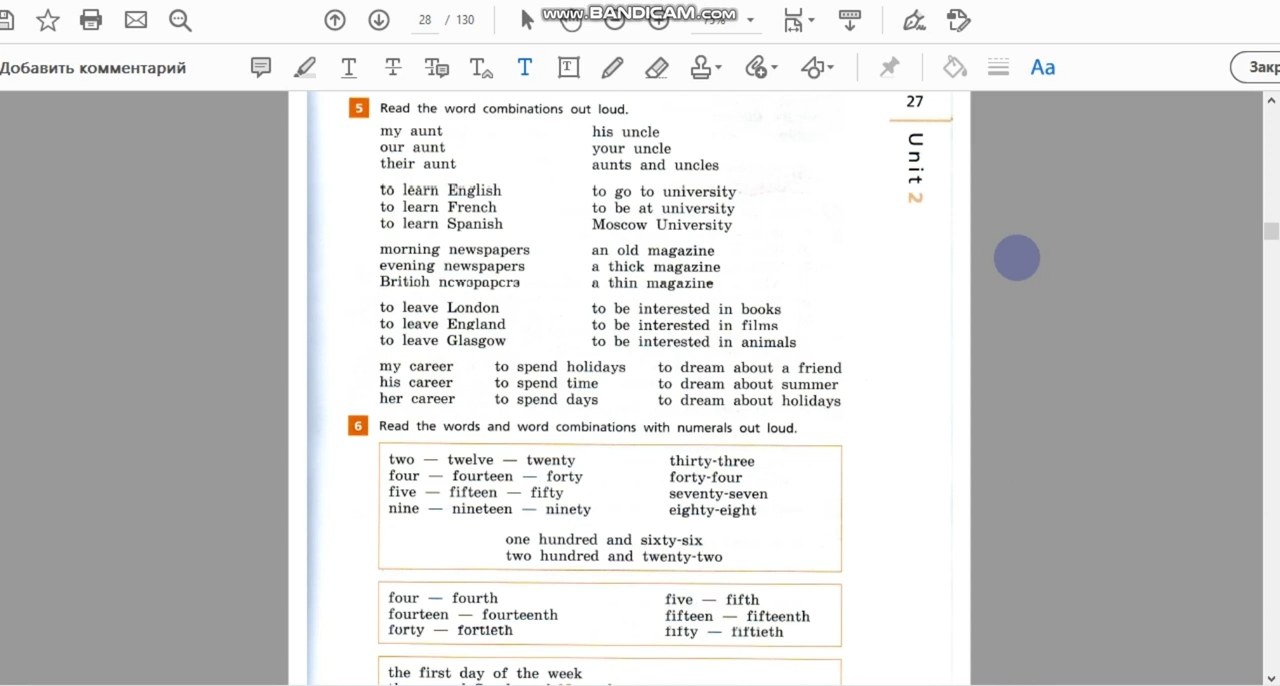 www.BANDICAM.com
28 / 130
Добавить комментарий
Aa
27
Unit 2
5 Read the word combinations out loud.
my aunt his uncle
our aunt your uncle
their aunt aunts and uncles
to learn English to go to university
to learn French to be at university
to learn Spanish Moscow University
morning newspapers an old magazine
evening newspapers a thick magazine
British newspapers a thin magazine
to leave London to be interested in books
to leave England to be interested in films
to leave Glasgow to be interested in animals
my career to spend holidays to dream about a friend
his career to spend time to dream about summer
her career to spend days to dream about holidays
6 Read the words and word combinations with numerals out loud.
two — twelve — twenty thirty-three
four — fourteen — forty forty-four
five — fifteen — fifty seventy-seven
nine — nineteen — ninety eighty-eight
one hundred and sixty-six
two hundred and twenty-two
four — fourth five — fifth
fourteen — fourteenth fifteen — fifteenth
forty — fortieth fifty — fiftieth
the first day of the week